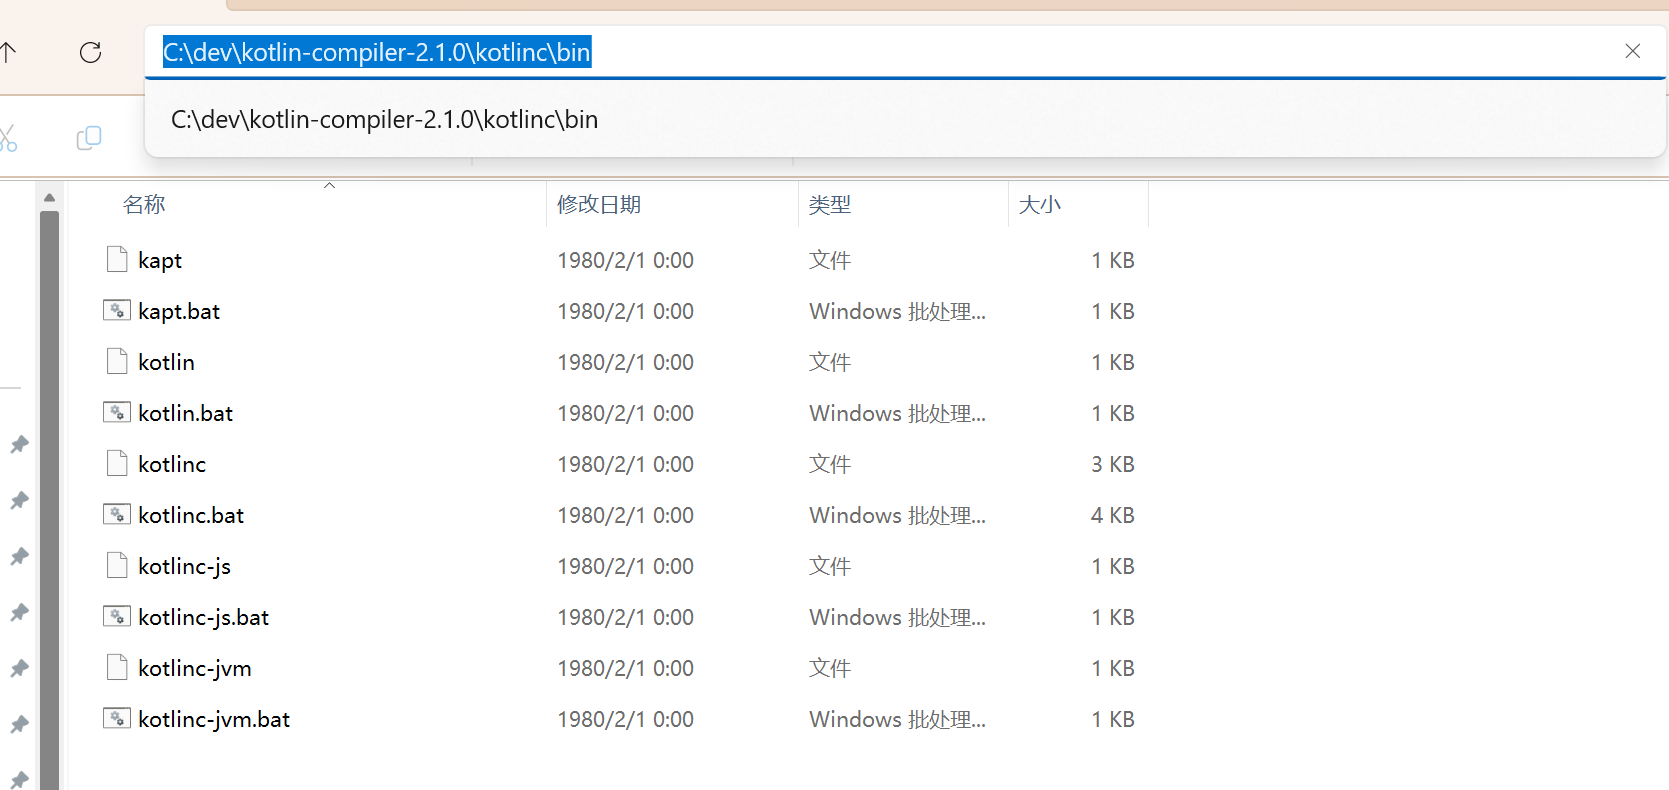 C:\dev\kotlin-compiler-2.1.0\kotlinc\bin
C:\dev\kotlin-compiler-2.1.0\kotlinc\bin
名称 修改日期 类型 大小
kapt 1980/2/1 0:00 文件 1 KB
kapt.bat 1980/2/1 0:00 Windows 批处理... 1 KB
kotlin 1980/2/1 0:00 文件 1 KB
kotlin.bat 1980/2/1 0:00 Windows 批处理... 1 KB
kotlinc 1980/2/1 0:00 文件 3 KB
kotlinc.bat 1980/2/1 0:00 Windows 批处理... 4 KB
kotlinc-js 1980/2/1 0:00 文件 1 KB
kotlinc-js.bat 1980/2/1 0:00 Windows 批处理... 1 KB
kotlinc-jvm 1980/2/1 0:00 文件 1 KB
kotlinc-jvm.bat 1980/2/1 0:00 Windows 批处理... 1 KB